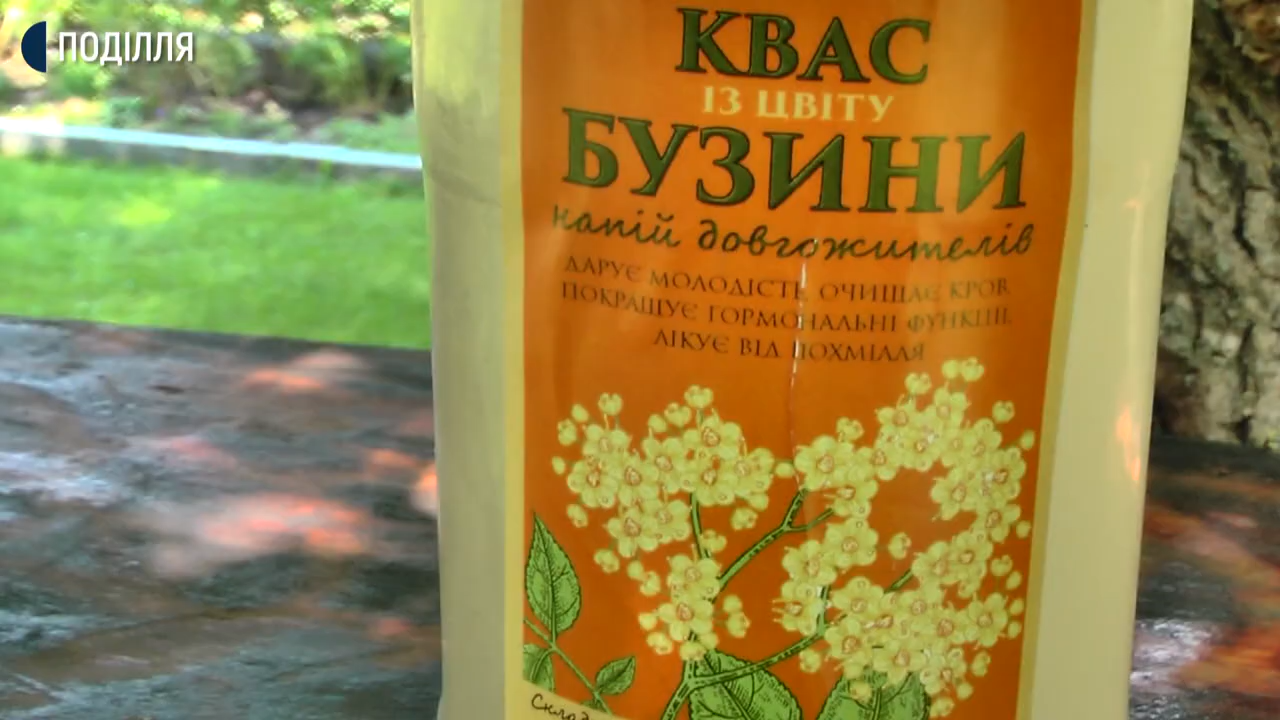 ПОДІЛЛЯ
КВАС
ІЗ ЦВІТУ
БУЗИНИ
напій довгожителів
ДАРУЄ МОЛОДІСТЬ, ОЧИЩАЄ КРОВ,
ПОКРАЩУЄ ГОРМОНАЛЬНІ ФУНКЦІЇ,
ЛІКУЄ ВІД ПОХМІЛЛЯ